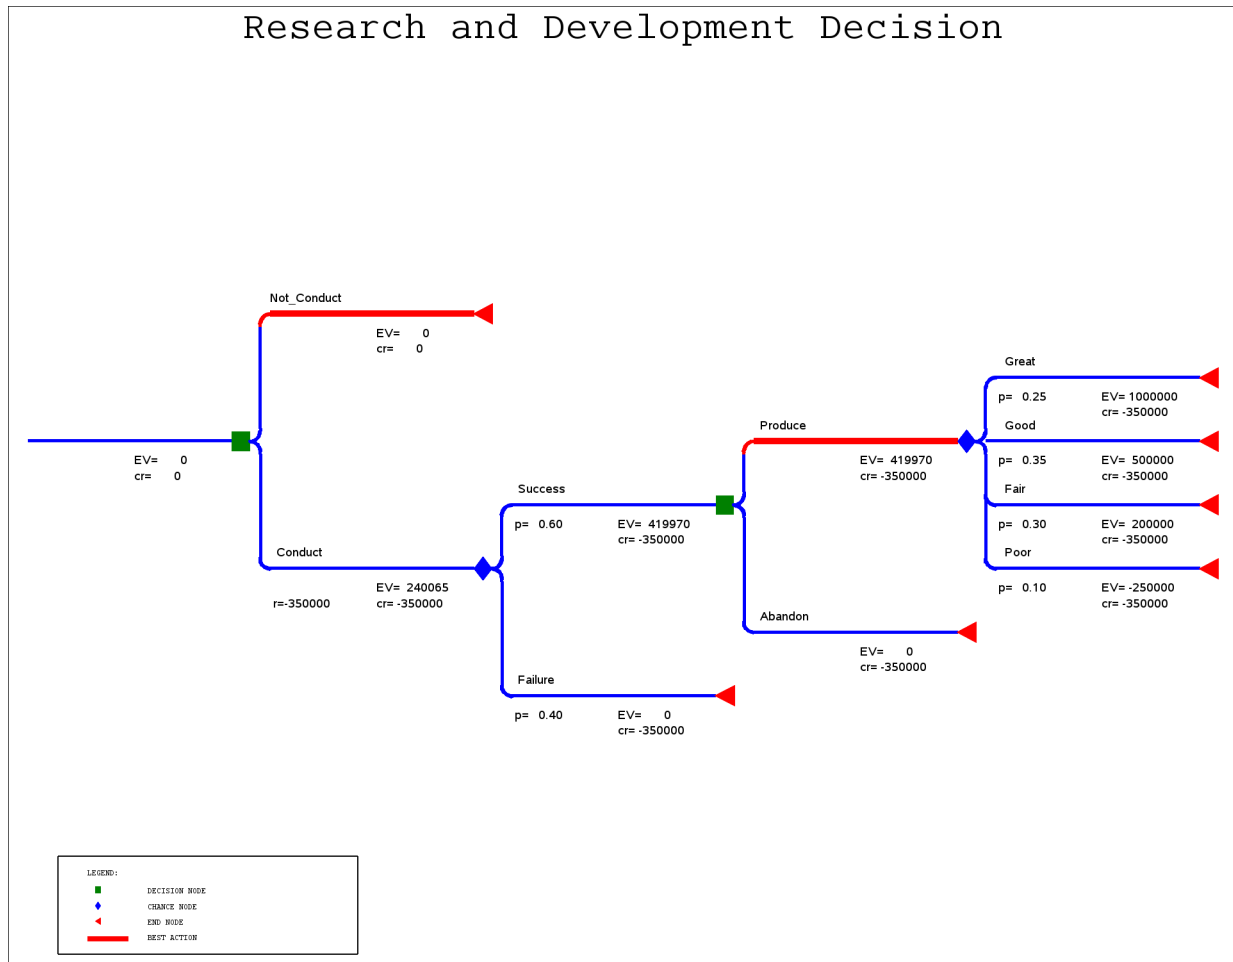 Research and Development Decision
Not_Conduct
EV= 0
cr= 0
Great
p= 0.25 EV= 1000000
cr= -350000
Produce
Good
EV= 0
cr= 0
EV= 419970
cr= -350000
p= 0.35 EV= 500000
cr= -350000
Success
Fair
p= 0.60 EV= 419970
cr= -350000
p= 0.30 EV= 200000
cr= -350000
Conduct
Poor
r=-350000
EV= 240065
cr= -350000
p= 0.10 EV= -250000
cr= -350000
Abandon
EV= 0
cr= -350000
Failure
p= 0.40 EV= 0
cr= -350000
LEGEND:
DECISION NODE
CHANCE NODE
END NODE
BEST ACTION